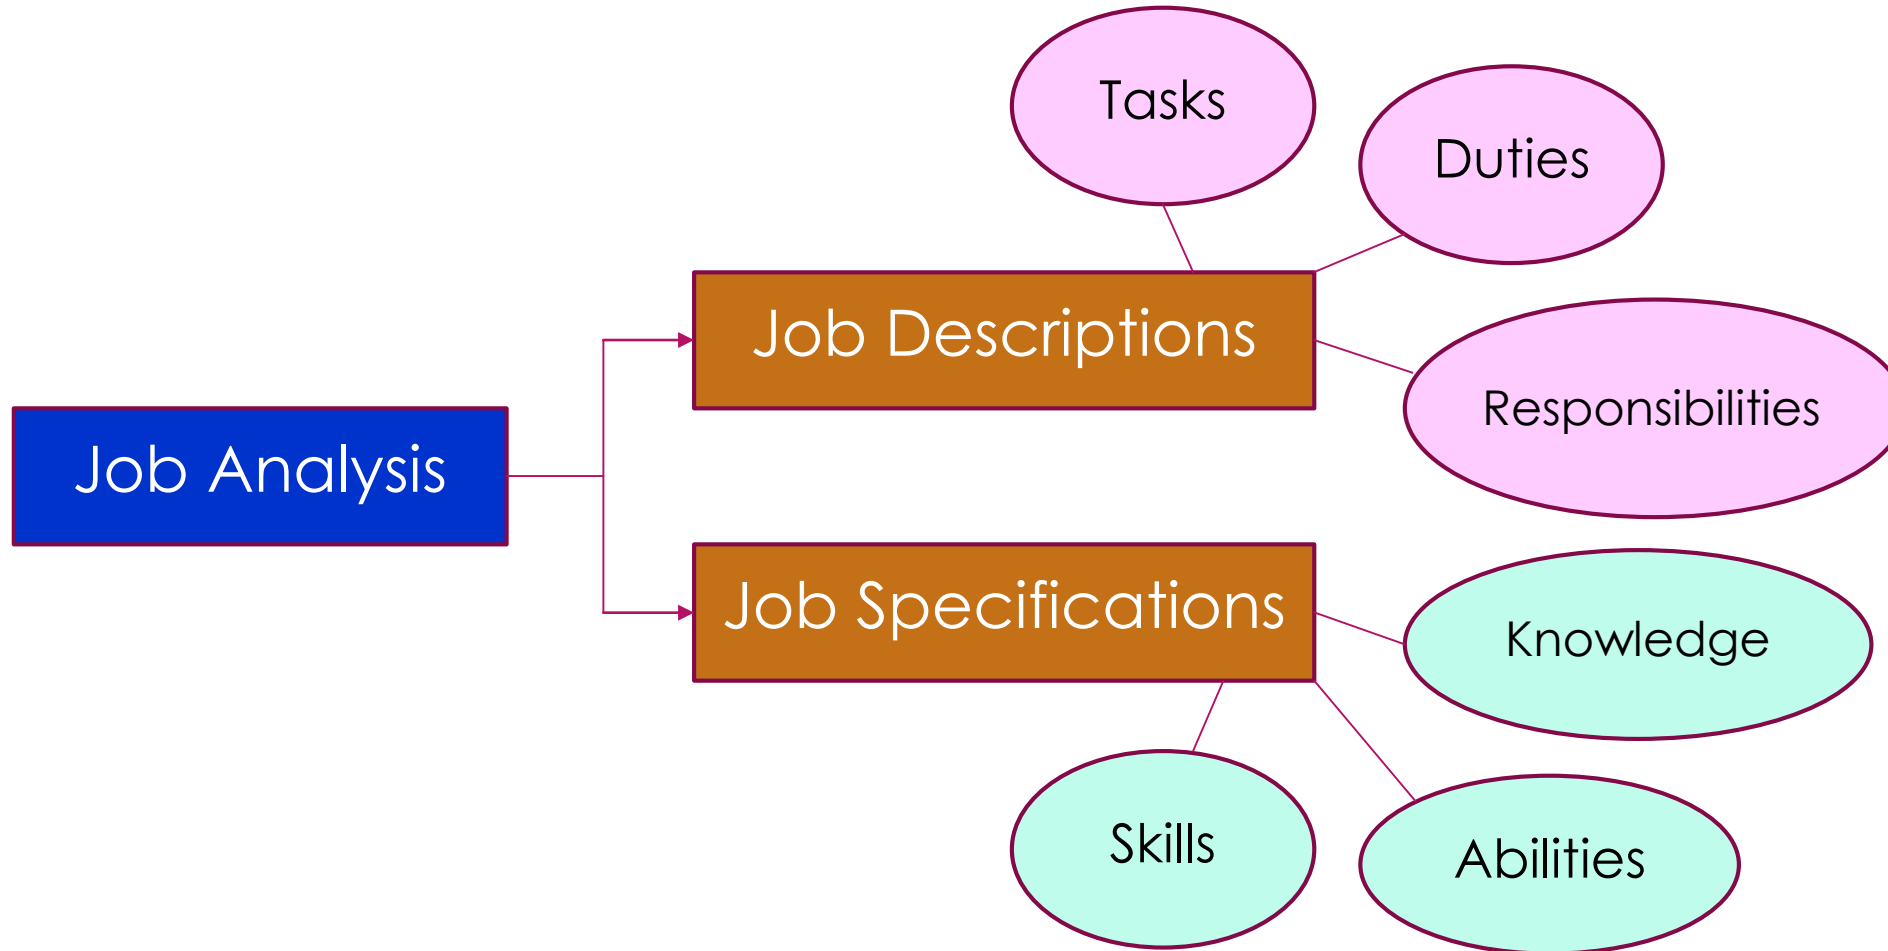 Tasks
Duties
Job Descriptions
Responsibilities
Job Analysis
Job Specifications
Knowledge
Skills
Abilities